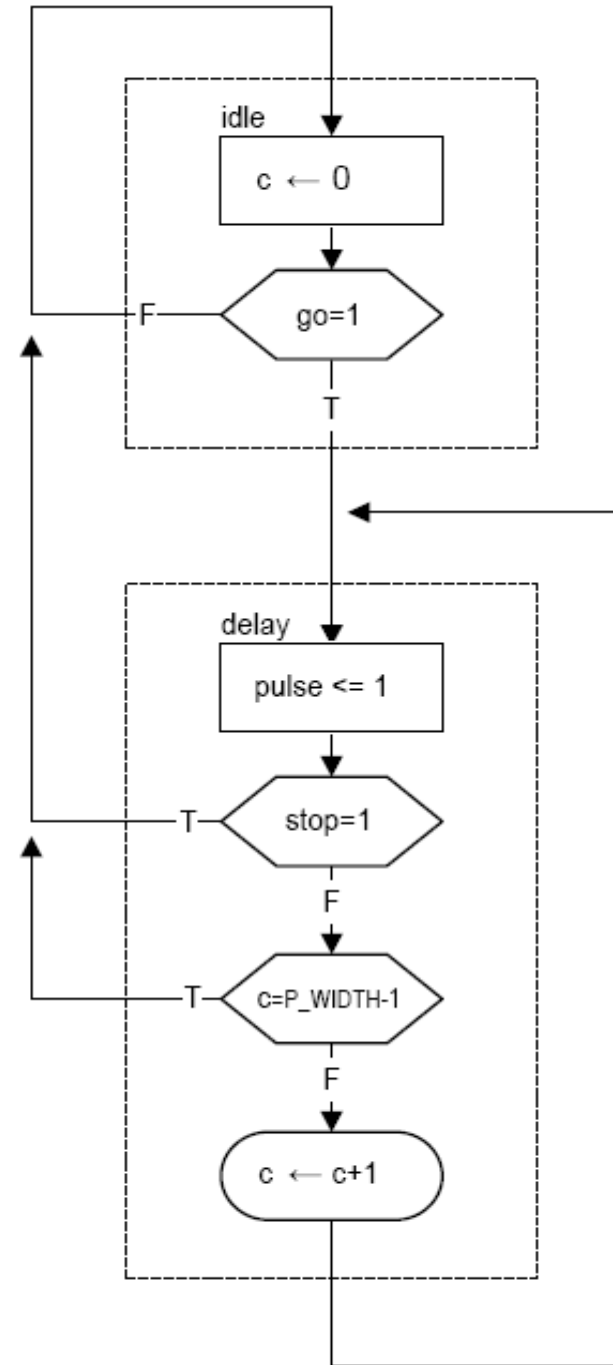 idle
c ← 0
go=1
F
T
delay
pulse <= 1
stop=1
T
F
c=P_WIDTH-1
T
F
c ← c+1